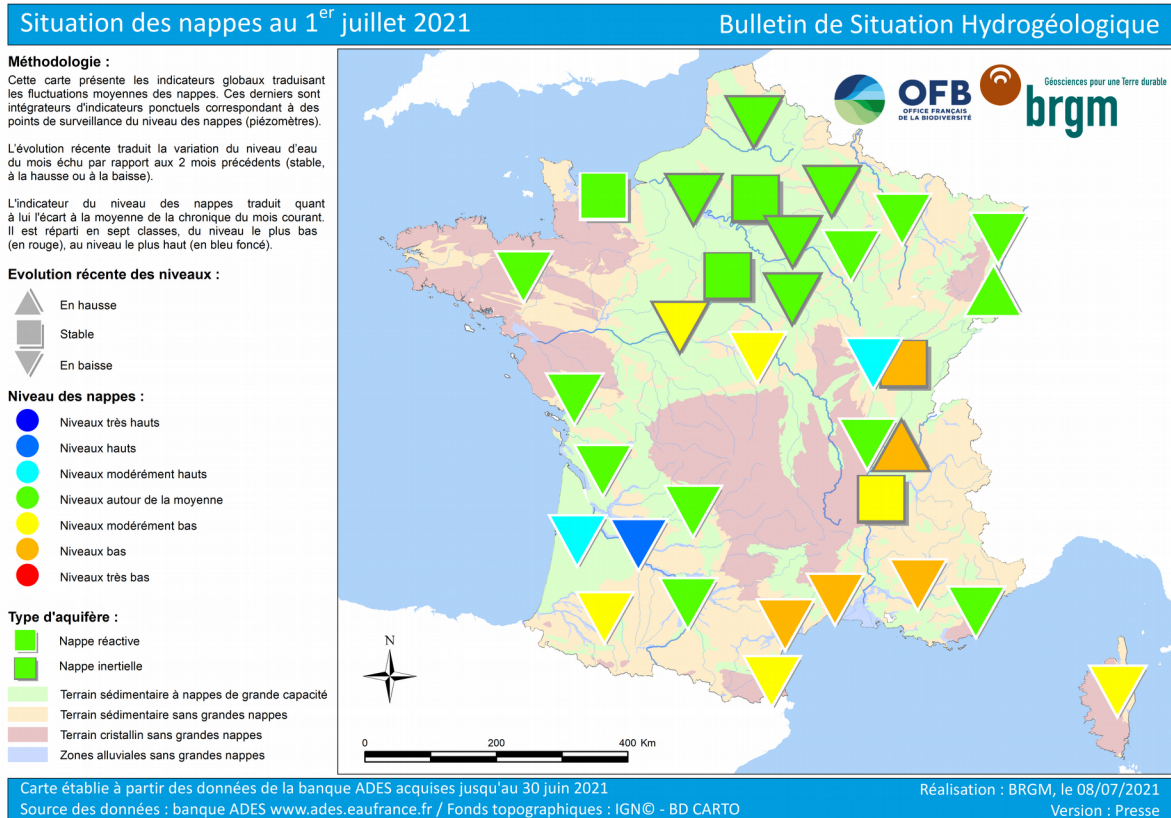 Situation des nappes au 1er juillet 2021
Bulletin de Situation Hydrogéologique
Méthodologie :
Cette carte présente les indicateurs globaux traduisant
les fluctuations moyennes des nappes. Ces derniers sont
intégrateurs d'indicateurs ponctuels correspondant à des
points de surveillance du niveau des nappes (piézomètres).
L'évolution récente traduit la variation du niveau d'eau
du mois échu par rapport aux 2 mois précédents (stable,
à la hausse ou à la baisse).
L'indicateur du niveau des nappes traduit quant
à lui l'écart à la moyenne de la chronique du mois courant.
Il est réparti en sept classes, du niveau le plus bas
(en rouge), au niveau le plus haut (en bleu foncé).
Evolution récente des niveaux :
En hausse
Stable
En baisse
Niveau des nappes :
Niveaux très hauts
Niveaux hauts
Niveaux modérément hauts
Niveaux autour de la moyenne
Niveaux modérément bas
Niveaux bas
Niveaux très bas
Type d'aquifère :
Nappe réactive
Nappe inertielle
Terrain sédimentaire à nappes de grande capacité
Terrain sédimentaire sans grandes nappes
Terrain cristallin sans grandes nappes
Zones alluviales sans grandes nappes
OFB
OFFICE FRANÇAIS
DE LA BIODIVERSITÉ
Géosciences pour une Terre durable
brgm
N
0 200 400 Km
Carte établie à partir des données de la banque ADES acquises jusqu'au 30 juin 2021
Source des données : banque ADES www.ades.eaufrance.fr / Fonds topographiques : IGN© - BD CARTO
Réalisation : BRGM, le 08/07/2021
Version : Presse